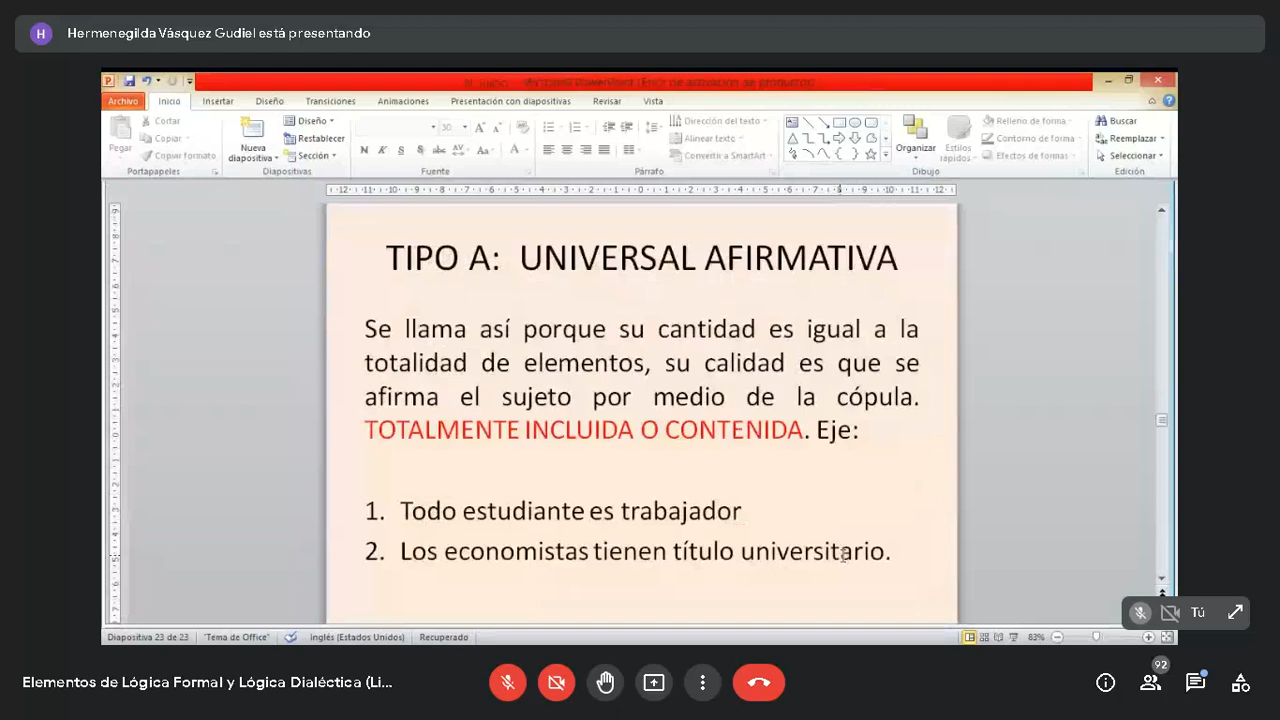 H Hermenegilda Vásquez Gudiel está presentando
Archivo Inicio Insertar Diseño Transiciones Animaciones Presentación con diapositivas Revisar Vista
Pegar
Cortar
Copiar
Copiar formato
Portapapeles
Nueva diapositiva
Diseño
Restablecer
Sección
Diapositivas
30
N K S S abc AV Aa A
Fuente
Dirección del texto
Alinear texto
Convertir a SmartArt
Párrafo
Organizar
Estilos rápidos
Relleno de forma
Contorno de forma
Efectos de formas
Dibujo
Buscar
Reemplazar
Seleccionar
Edición
TIPO A: UNIVERSAL AFIRMATIVA
Se llama así porque su cantidad es igual a la
totalidad de elementos, su calidad es que se
afirma el sujeto por medio de la cópula.
TOTALMENTE INCLUIDA O CONTENIDA. Eje:
1. Todo estudiante es trabajador
2. Los economistas tienen título universitario.
Tú
Diapositiva 23 de 23 "Tema de Office" Inglés (Estados Unidos) Recuperado 83%
Elementos de Lógica Formal y Lógica Dialéctica (Li...
92